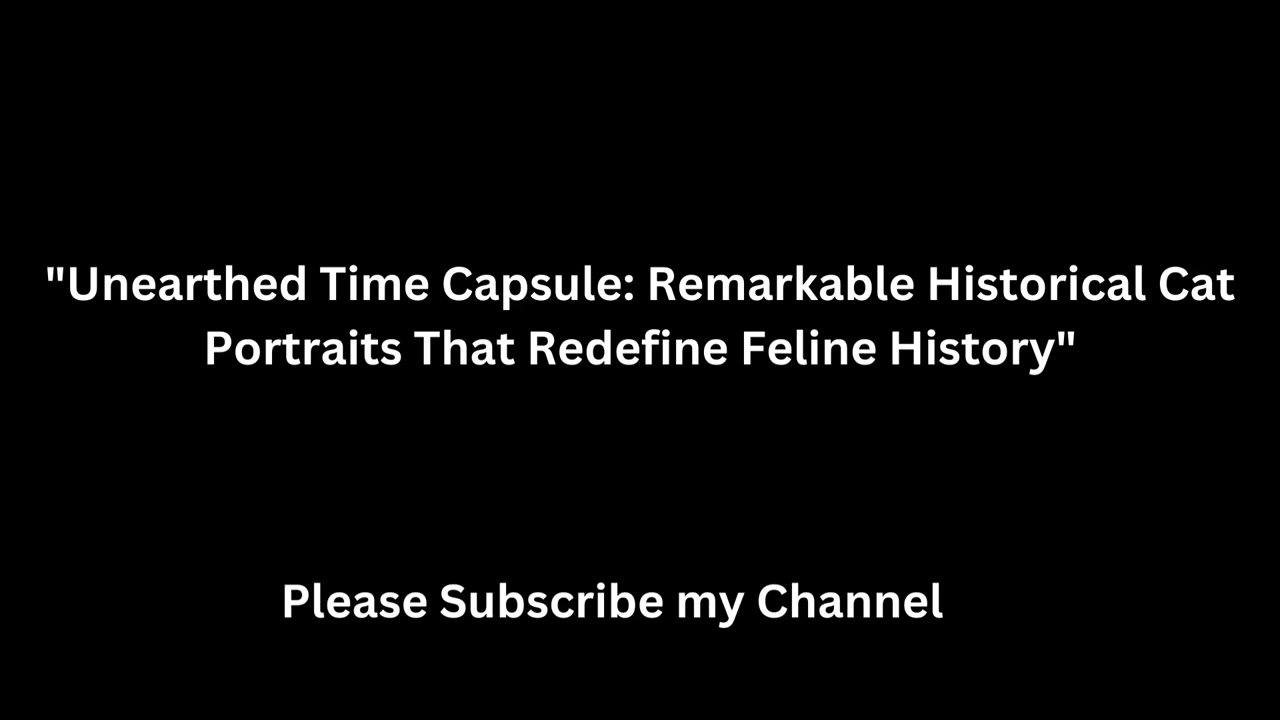 "Unearthed Time Capsule: Remarkable Historical Cat
Portraits That Redefine Feline History"
Please Subscribe my Channel